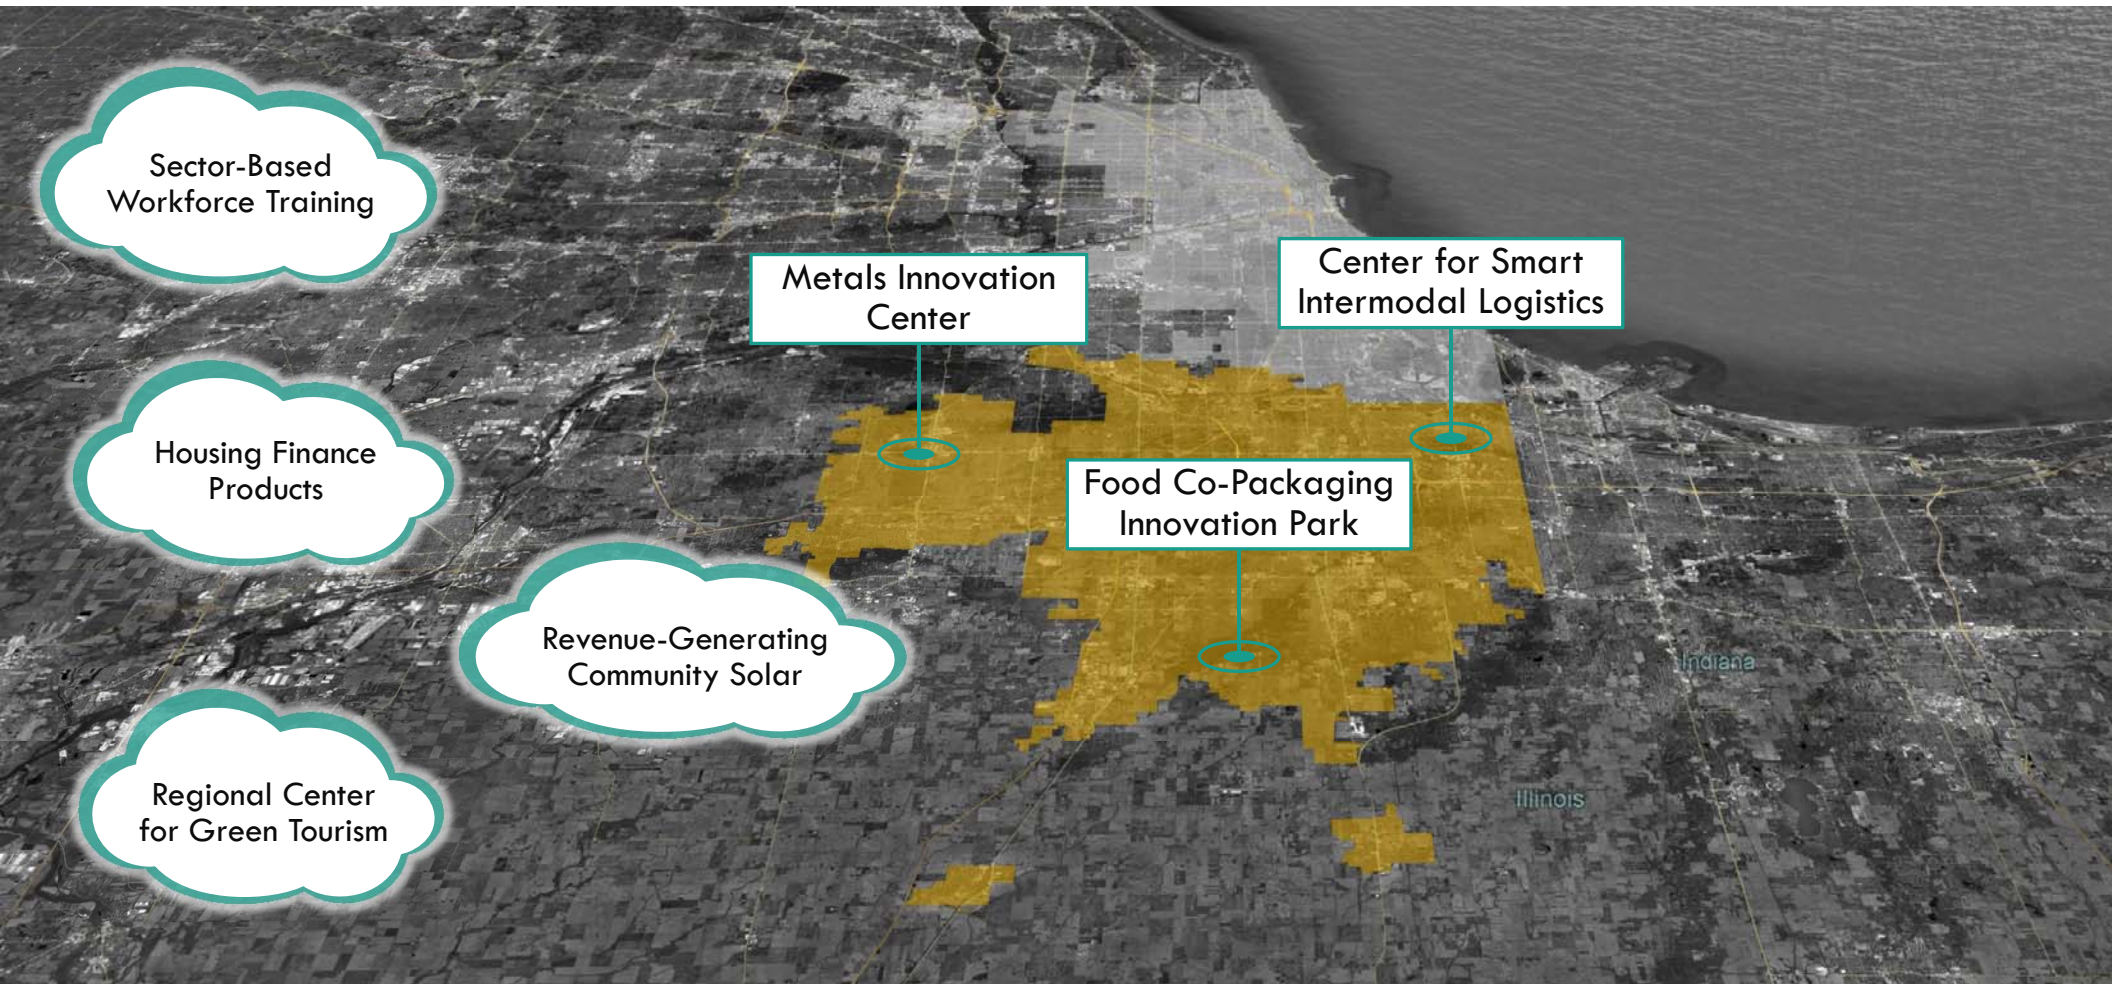 Sector-Based
Workforce Training
Metals Innovation
Center
Center for Smart
Intermodal Logistics
Housing Finance
Products
Food Co-Packaging
Innovation Park
Revenue-Generating
Community Solar
Indiana
Regional Center
for Green Tourism
Illinois